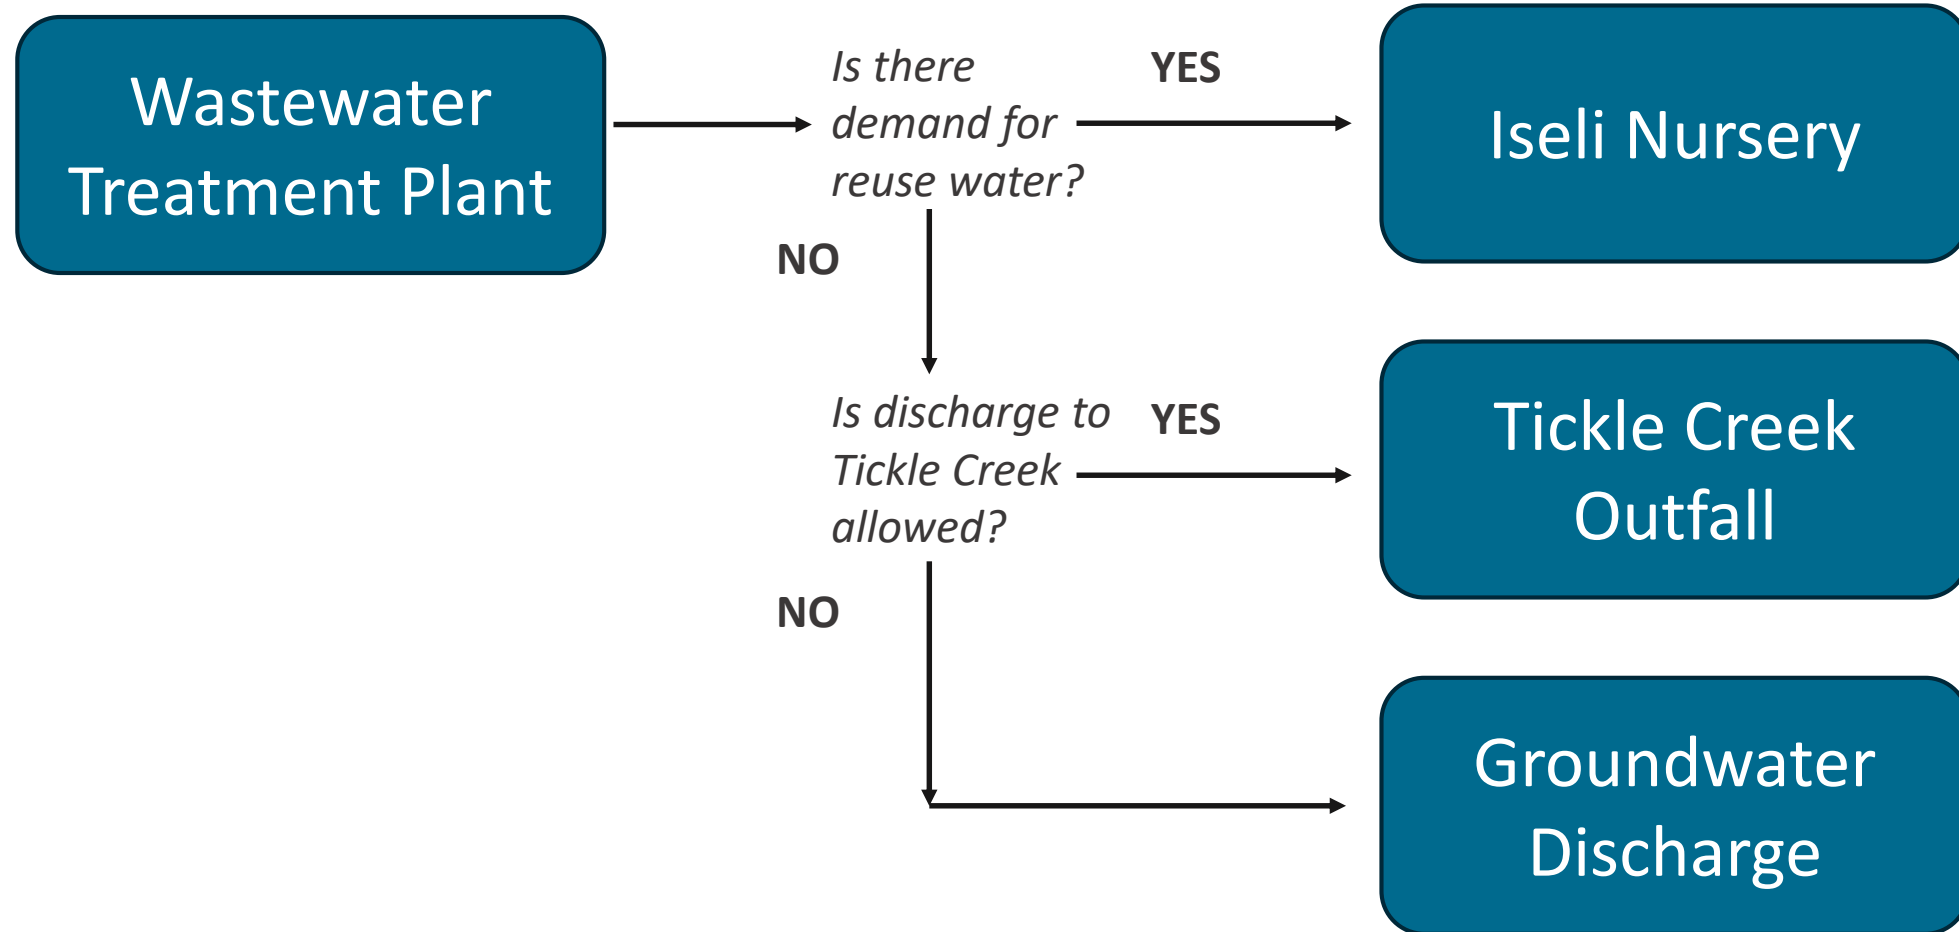 Wastewater
Treatment Plant
Is there
demand for
reuse water?
YES
Iseli Nursery
NO
Is discharge to
Tickle Creek
allowed?
YES
Tickle Creek
Outfall
NO
Groundwater
Discharge